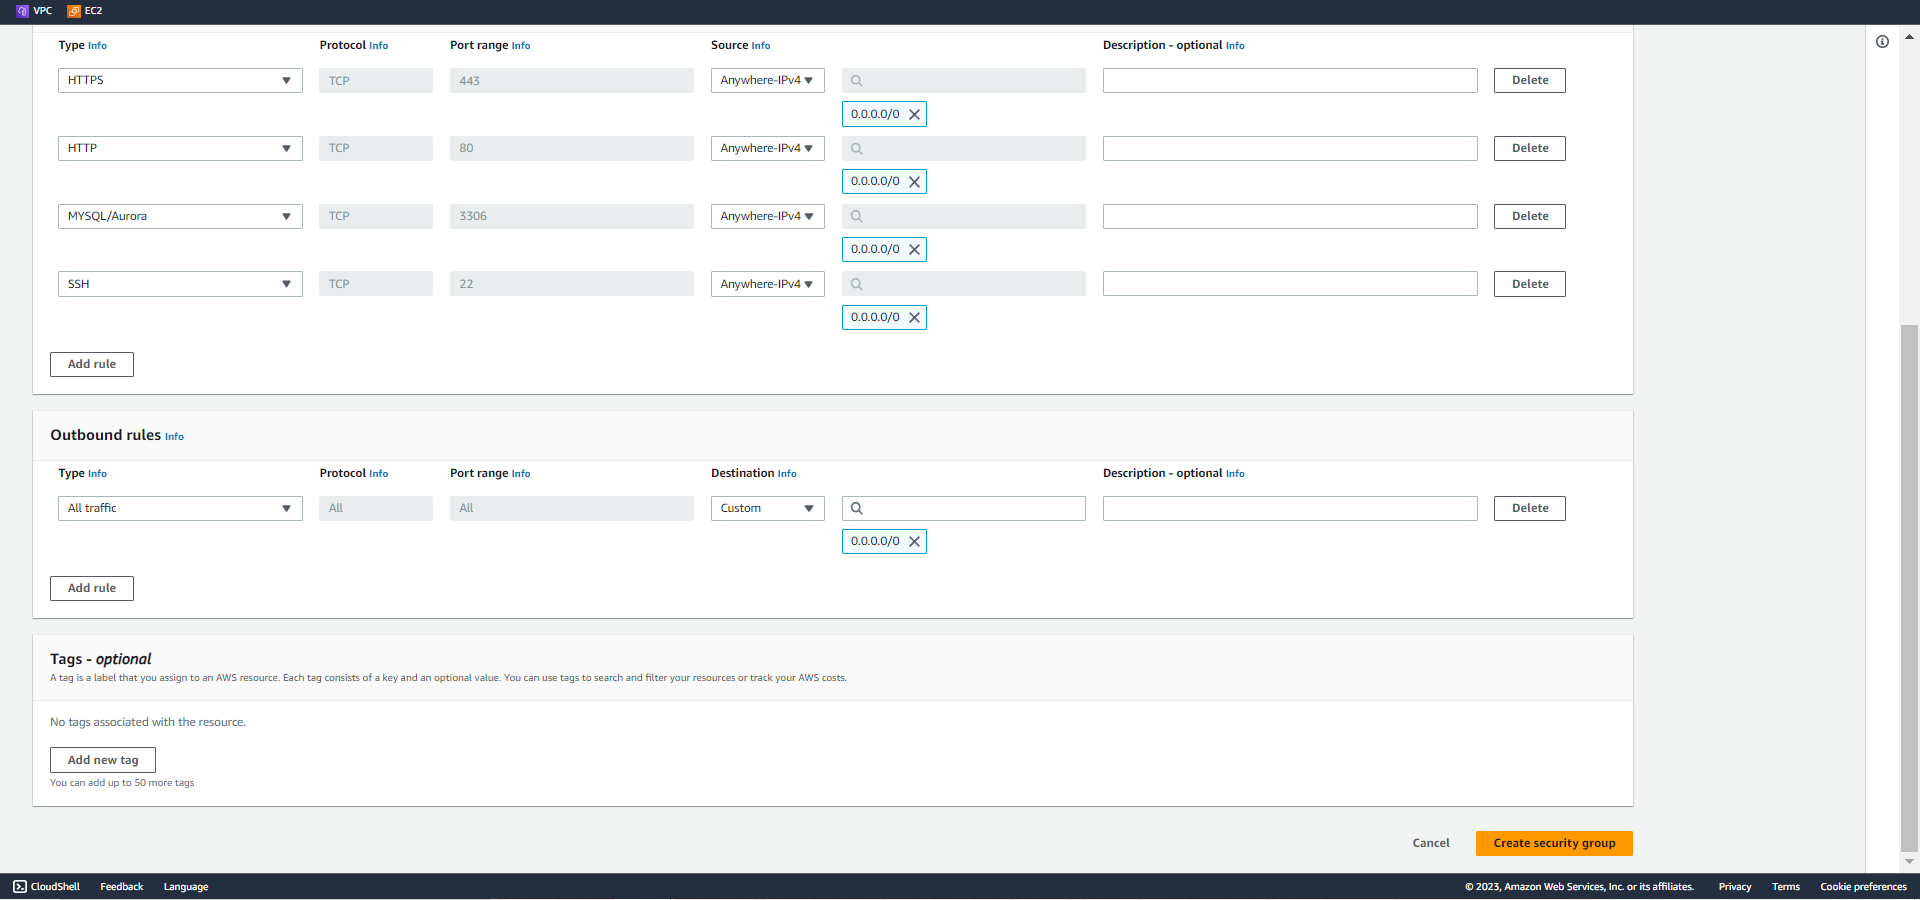 VPC EC2
Type Info Protocol Info Port range Info Source Info Description - optional Info
HTTPS TCP 443 Anywhere-IPv4 Delete
0.0.0.0/0
HTTP TCP 80 Anywhere-IPv4 Delete
0.0.0.0/0
MYSQL/Aurora TCP 3306 Anywhere-IPv4 Delete
0.0.0.0/0
SSH TCP 22 Anywhere-IPv4 Delete
0.0.0.0/0
Add rule
Outbound rules Info
Type Info Protocol Info Port range Info Destination Info Description - optional Info
All traffic All All Custom Delete
0.0.0.0/0
Add rule
Tags - optional
A tag is a label that you assign to an AWS resource. Each tag consists of a key and an optional value. You can use tags to search and filter your resources or track your AWS costs.
No tags associated with the resource.
Add new tag
You can add up to 50 more tags
Cancel Create security group
CloudShell Feedback Language © 2023, Amazon Web Services, Inc. or its affiliates. Privacy Terms Cookie preferences